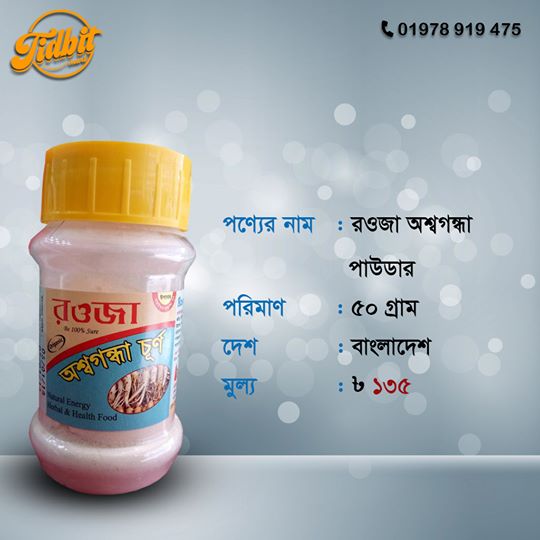 Tidbit
01978 919 475
পণ্যের নাম : রওজা অশ্বগন্ধা
পাউডার
পরিমাণ : ৫০ গ্রাম
দেশ : বাংলাদেশ
মুল্য : ৳ ১৩৫
রওজা
Be 100% Sure
অশ্বগন্ধা চূর্ণ
Natural Energy
Herbal & Health Food